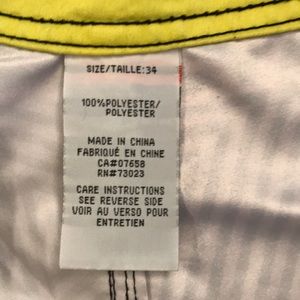 SIZE/TAILLE:34
100%POLYESTER/
POLYESTER
MADE IN CHINA
FABRIQUÉ EN CHINE
CA#07658
RN#73023
CARE INSTRUCTIONS
SEE REVERSE SIDE
VOIR AU VERSO POUR
ENTRETIEN